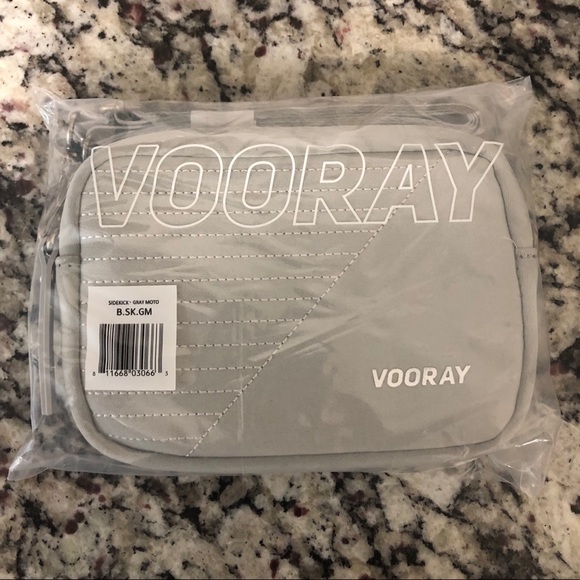 VOORAY
SIDEKICK - GRAY MOTO
B.SK.GM
8 11668 03066 3
VOORAY